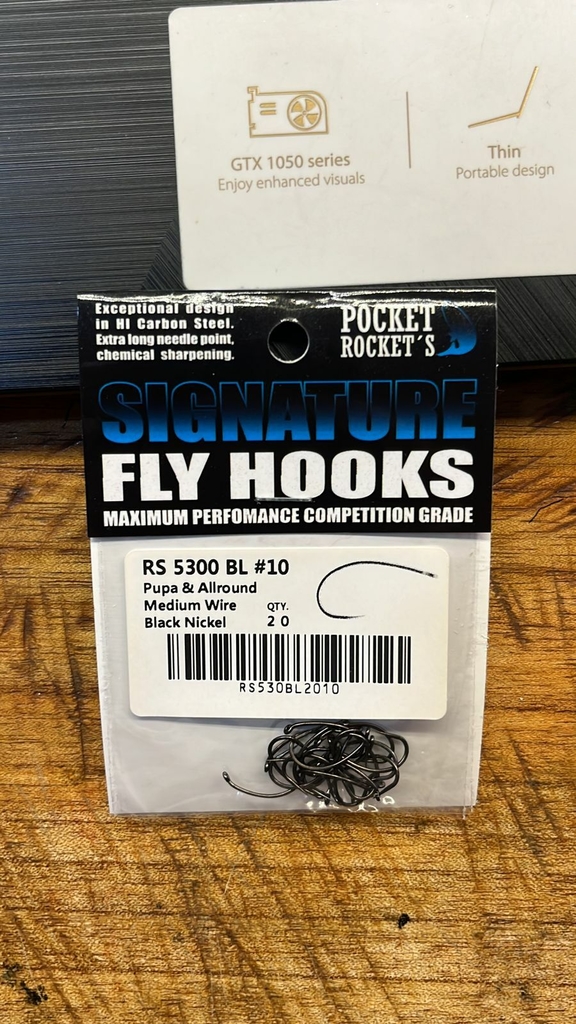 GTX 1050 series
Enjoy enhanced visuals
Thin
Portable design
Exceptional design
in HI Carbon Steel.
Extra long needle point,
chemical sharpening.
POCKET
ROCKET´S
SIGNATURE
FLY HOOKS
MAXIMUM PERFOMANCE COMPETITION GRADE
RS 5300 BL #10
Pupa & Allround
Medium Wire
Black Nickel
QTY.
20
RS530BL2010